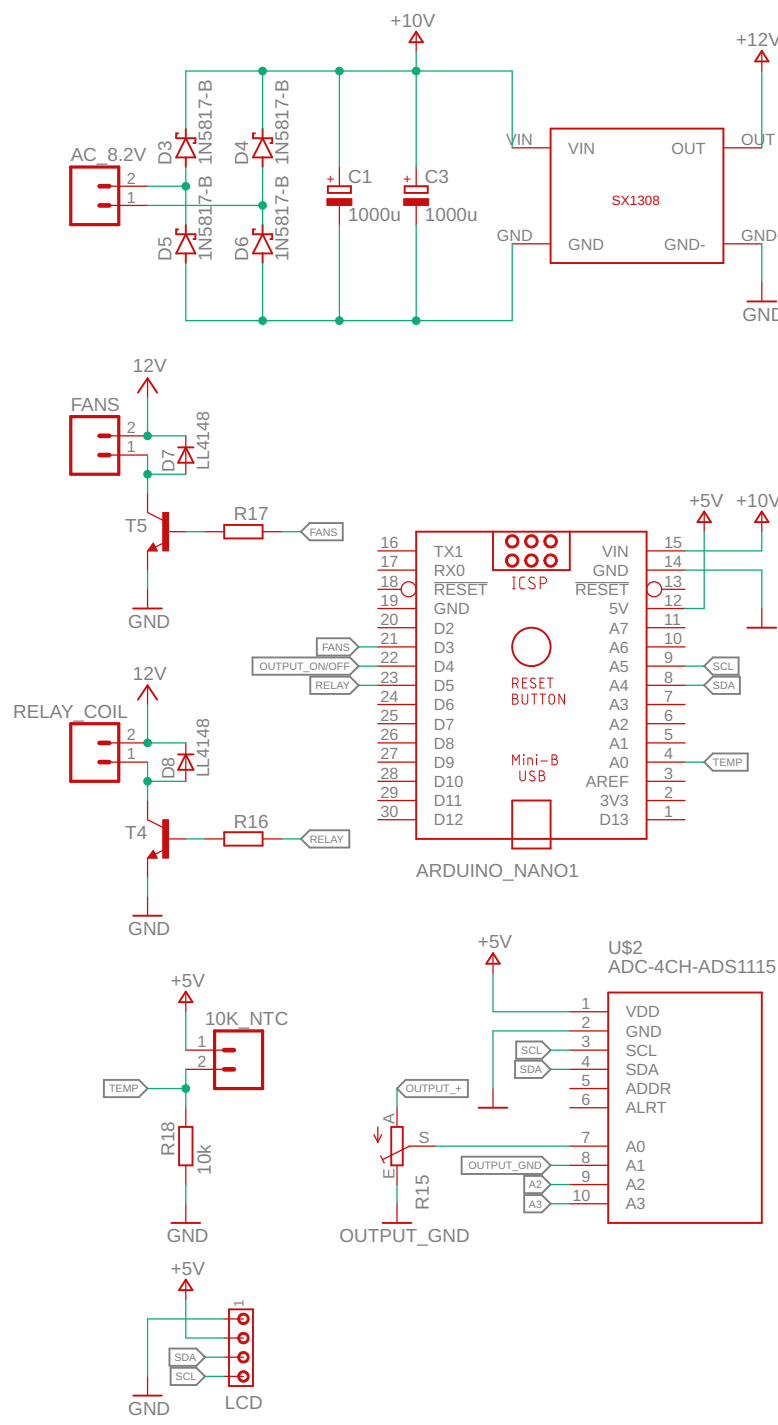 +10V
+12V
AC_8.2V
2
1
D3
1N5817-B
D4
1N5817-B
D5
1N5817-B
D6
1N5817-B
+
C1
1000u
+
C3
1000u
VIN
GND
VIN
OUT
SX1308
GND
GND-
OUT
GND-
GND
12V
FANS
2
1
D7
LL4148
T5
R17
FANS
GND
12V
RELAY_COIL
2
1
D8
LL4148
T4
R16
RELAY
GND
+5V
+10V
16
TX1
17
RX0
18
RESET
19
GND
20
D2
FANS
21
D3
OUTPUT_ON/OFF
22
D4
RELAY
23
D5
24
D6
25
D7
26
D8
27
D9
28
D10
29
D11
30
D12
ICSP
RESET
BUTTON
Mini-B
USB
VIN
15
GND
14
RESET
13
5V
12
A7
11
A6
10
A5
9
SCL
A4
8
SDA
A3
7
A2
6
A1
5
A0
4
TEMP
AREF
3
3V3
2
D13
1
ARDUINO_NANO1
+5V
10K_NTC
1
2
TEMP
R18
10k
GND
+5V
U$2
ADC-4CH-ADS1115
1
VDD
2
GND
SCL
3
SCL
SDA
4
SDA
5
ADDR
6
ALRT
7
A0
OUTPUT_GND
8
A1
A2
9
A2
A3
10
A3
OUTPUT_+
A
S
E
R15
OUTPUT_GND
+5V
1
SDA
SCL
GND
LCD